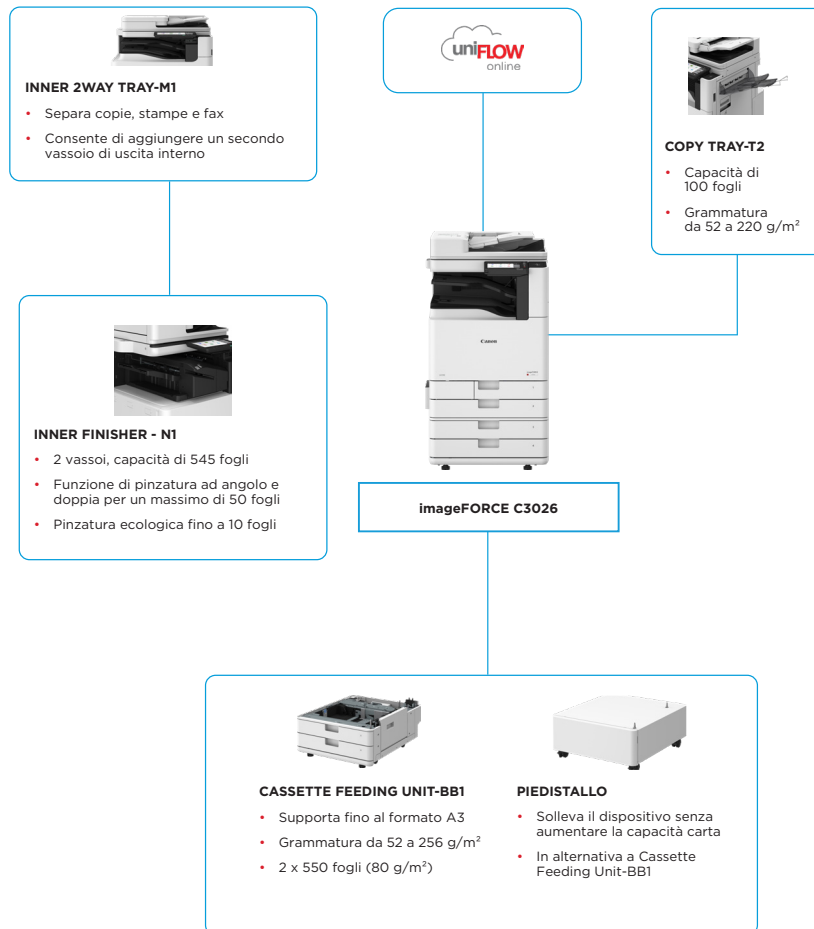 INNER 2WAY TRAY-M1
• Separa copie, stampe e fax
• Consente di aggiungere un secondo
vassoio di uscita interno
uniFLOW
online
COPY TRAY-T2
• Capacità di
100 fogli
• Grammatura
da 52 a 220 g/m²
Canon
INNER FINISHER - N1
• 2 vassoi, capacità di 545 fogli
• Funzione di pinzatura ad angolo e
doppia per un massimo di 50 fogli
• Pinzatura ecologica fino a 10 fogli
imageFORCE C3026
CASSETTE FEEDING UNIT-BB1
• Supporta fino al formato A3
• Grammatura da 52 a 256 g/m²
• 2 x 550 fogli (80 g/m²)
PIEDISTALLO
• Solleva il dispositivo senza
aumentare la capacità carta
• In alternativa a Cassette
Feeding Unit-BB1